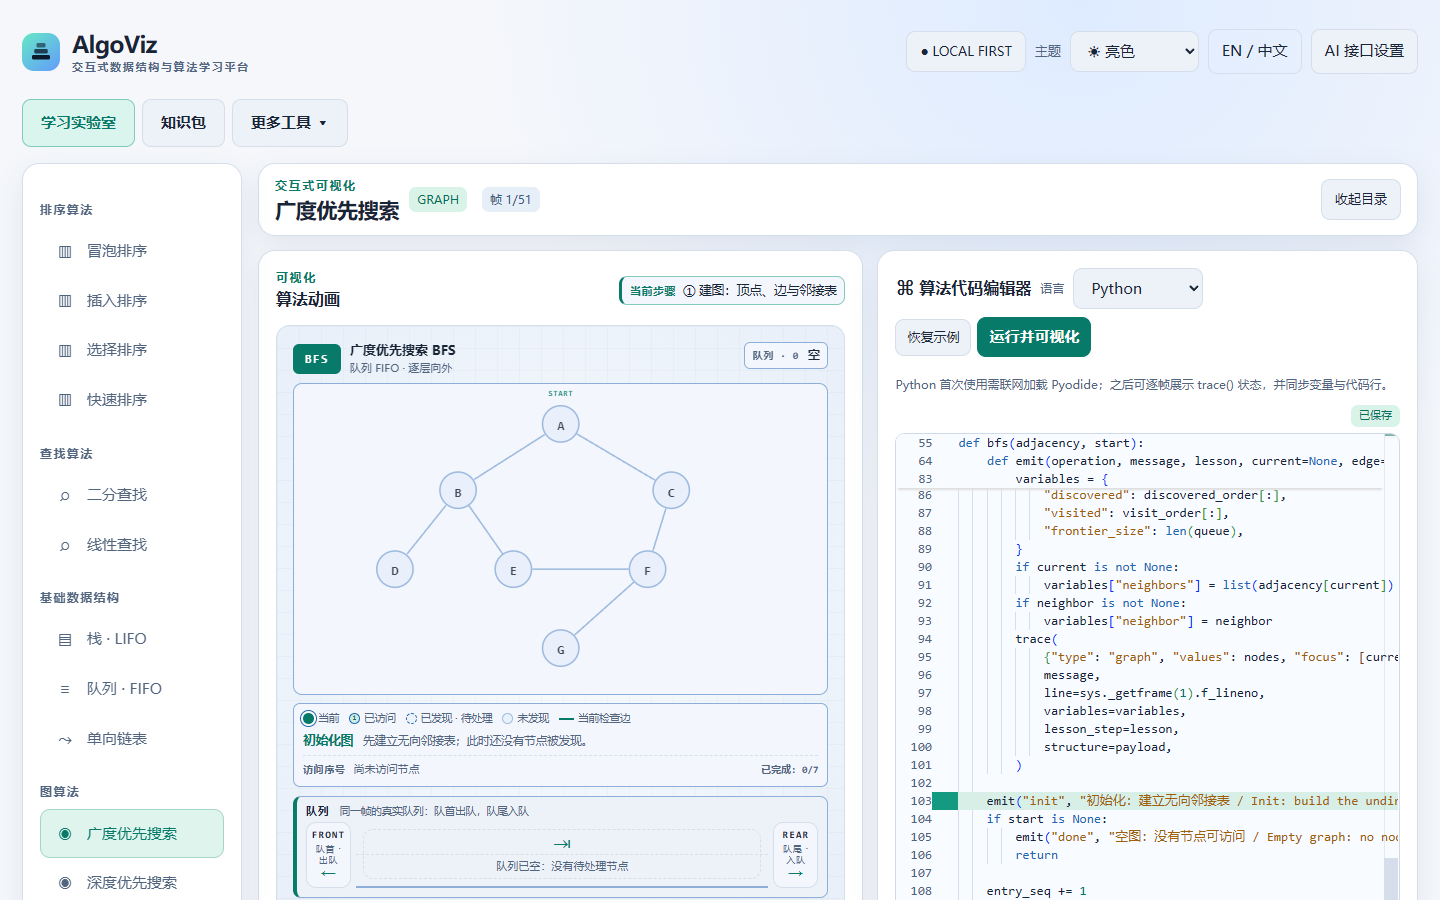 AlgoViz
交互式数据结构与算法学习平台
● LOCAL FIRST
主题
☀ 亮色
EN / 中文
AI 接口设置
学习实验室
知识包
更多工具 ▾
排序算法
冒泡排序
插入排序
选择排序
快速排序
查找算法
二分查找
线性查找
基础数据结构
栈 · LIFO
队列 · FIFO
单向链表
图算法
广度优先搜索
深度优先搜索
交互式可视化
广度优先搜索
GRAPH
帧 1/51
收起目录
可视化
算法动画
当前步骤 ① 建图：顶点、边与邻接表
BFS
广度优先搜索 BFS
队列 FIFO · 逐层向外
队列 · 0 空
START
A
B
C
D
E
F
G
当前 已访问 已发现 · 待处理 未发现 当前检查边
初始化图 先建立无向邻接表；此时还没有节点被发现。
访问序号 尚未访问节点
已完成: 0/7
队列 同一帧的真实队列：队首出队，队尾入队
FRONT
队首 ·
出队
←
⇥
队列已空：没有待处理节点
REAR
队尾 ·
入队
→
⌘ 算法代码编辑器
语言
Python
恢复示例
运行并可视化
Python 首次使用需联网加载 Pyodide；之后可逐帧展示 trace() 状态，并同步变量与代码行。
已保存
55 def bfs(adjacency, start):
64 def emit(operation, message, lesson, current=None, edge=
83 variables = {
86 "discovered": discovered_order[:],
87 "visited": visit_order[:],
88 "frontier_size": len(queue),
89 }
90 if current is not None:
91 variables["neighbors"] = list(adjacency[current])
92 if neighbor is not None:
93 variables["neighbor"] = neighbor
94 trace(
95 {"type": "graph", "values": nodes, "focus": [curre
96 message,
97 line=sys._getframe(1).f_lineno,
98 variables=variables,
99 lesson_step=lesson,
100 structure=payload,
101 )
102
103 emit("init", "初始化：建立无向邻接表 / Init: build the undir
104 if start is None:
105 emit("done", "空图：没有节点可访问 / Empty graph: no nod
106 return
107
108 entry_seq += 1